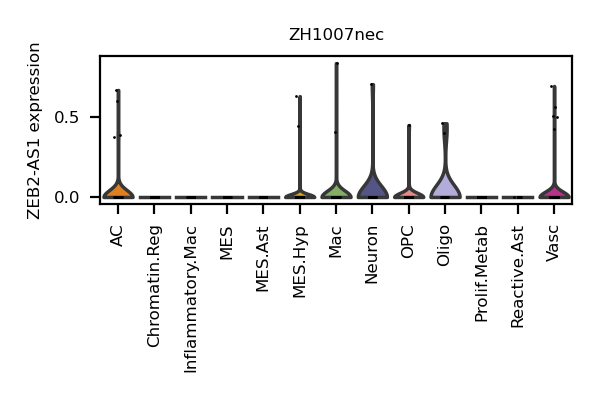 ZH1007nec
ZEB2-AS1 expression
0.5
0.0
AC
Chromatin.Reg
Inflammatory.Mac
MES
MES.Ast
MES.Hyp
Mac
Neuron
OPC
Oligo
Prolif.Metab
Reactive.Ast
Vasc